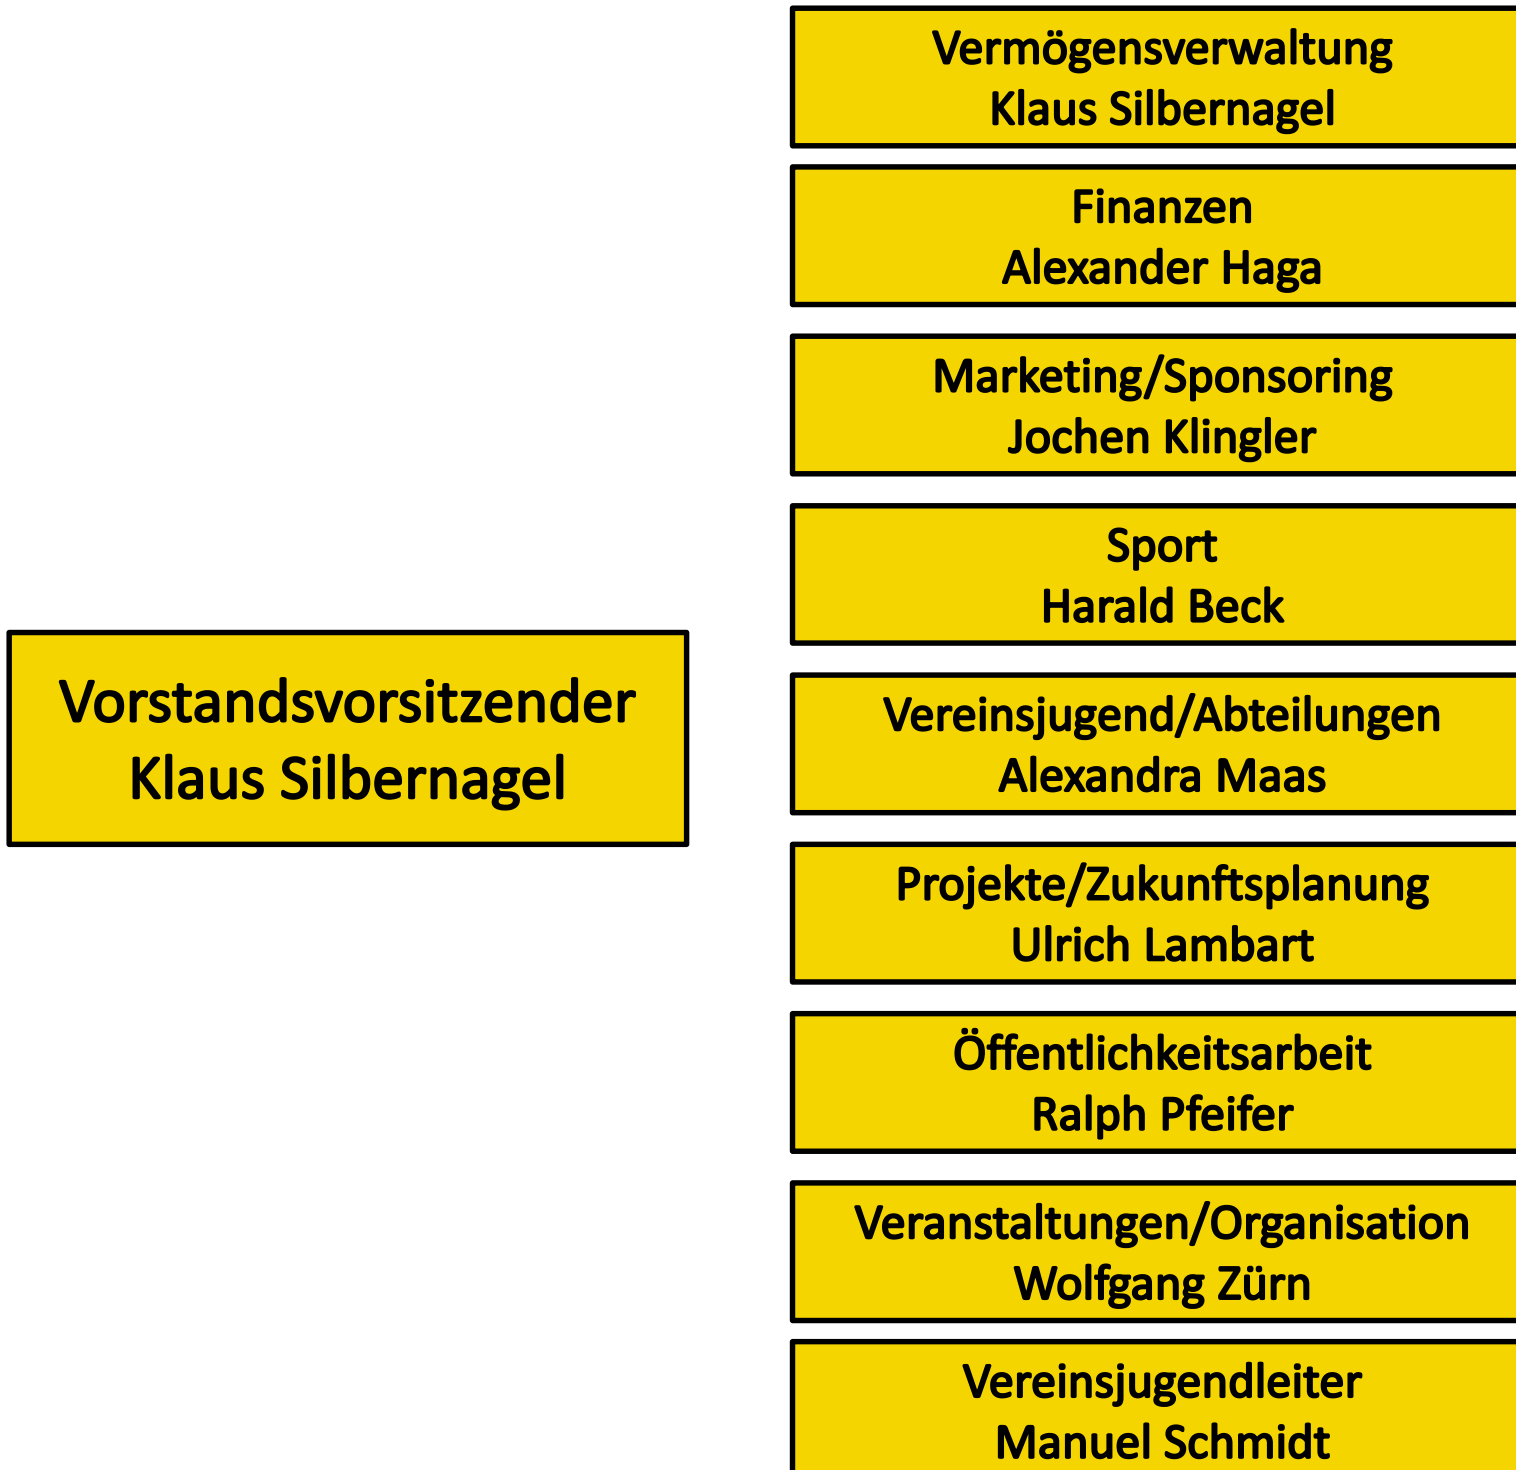 Vermögensverwaltung
Klaus Silbernagel
Finanzen
Alexander Haga
Marketing/Sponsoring
Jochen Klingler
Sport
Harald Beck
Vorstandsvorsitzender
Klaus Silbernagel
Vereinsjugend/Abteilungen
Alexandra Maas
Projekte/Zukunftsplanung
Ulrich Lambart
Öffentlichkeitsarbeit
Ralph Pfeifer
Veranstaltungen/Organisation
Wolfgang Zürn
Vereinsjugendleiter
Manuel Schmidt